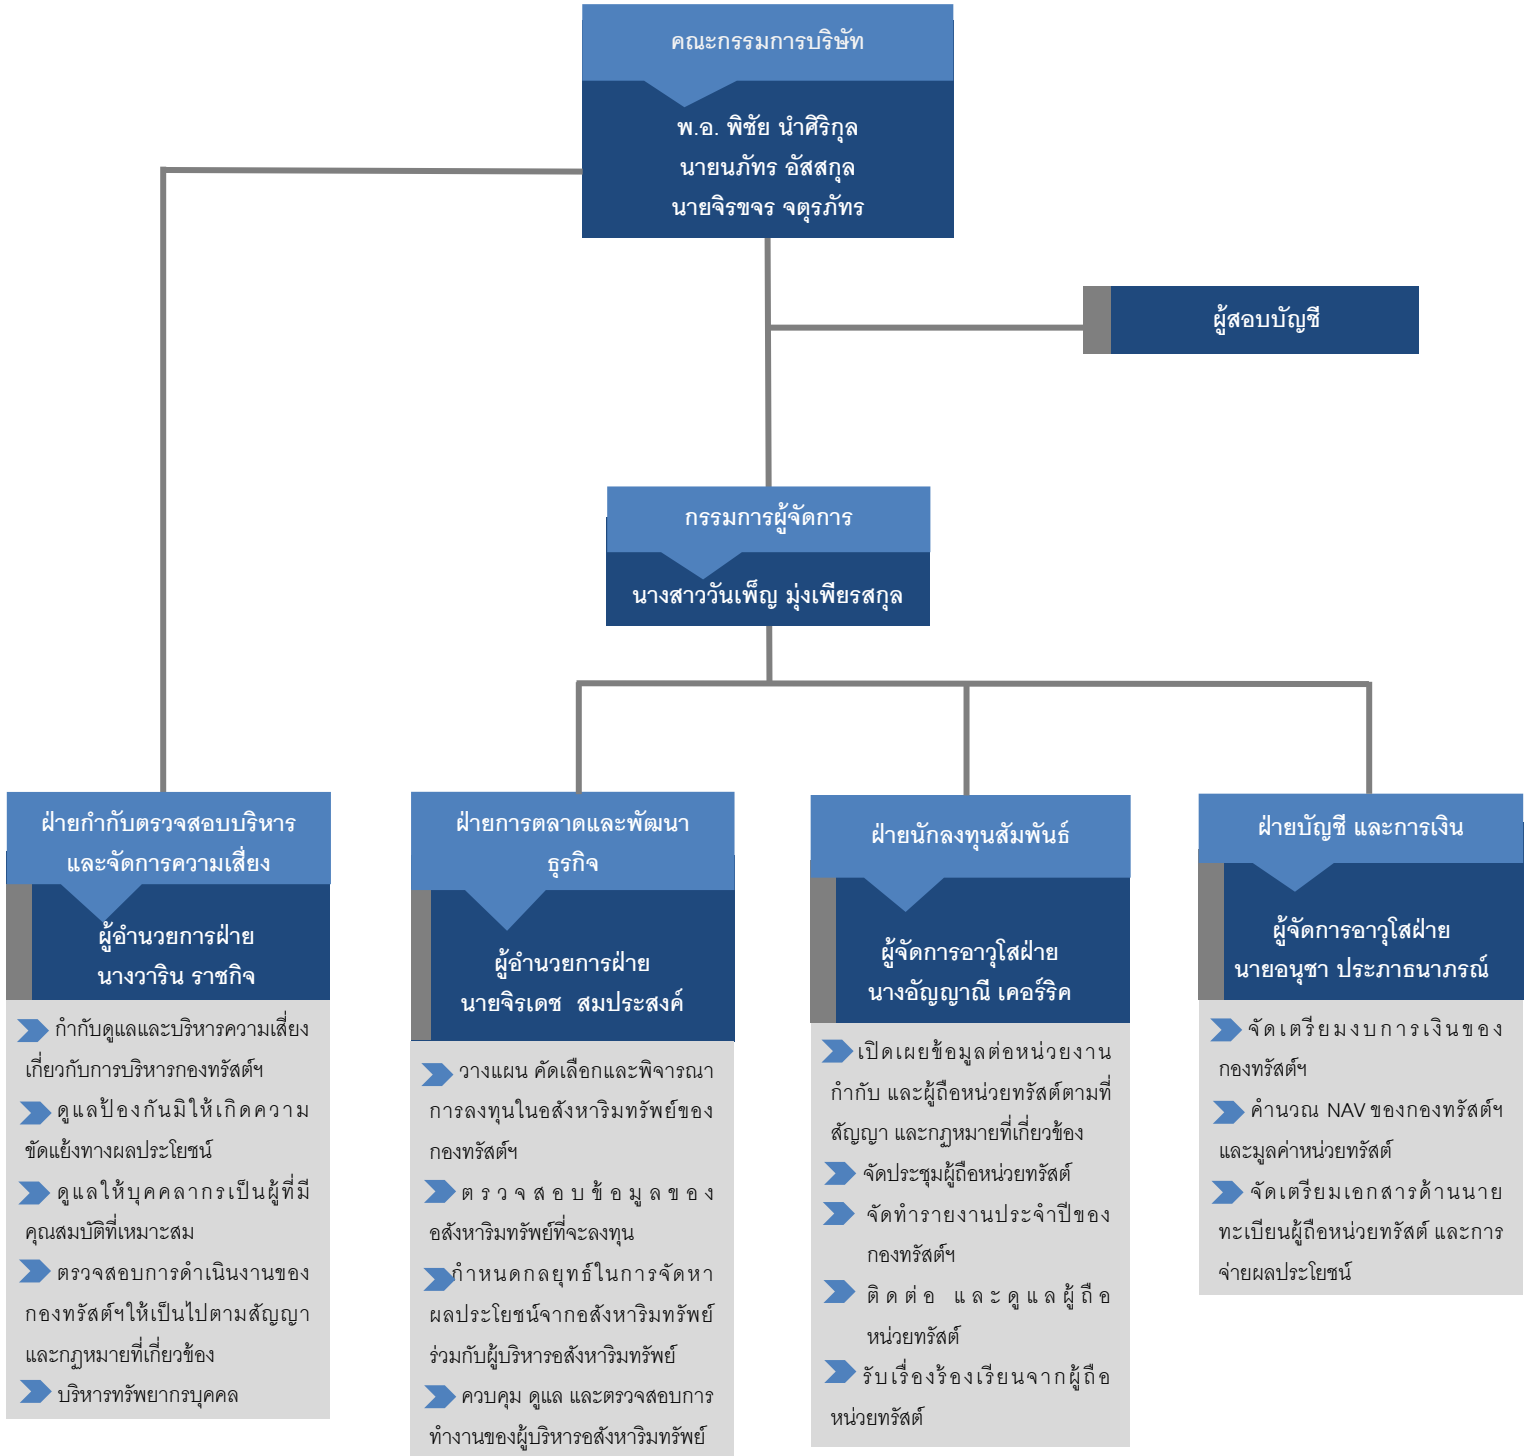 คณะกรรมการบริษัท
พ.อ. พิชัย นำศิริกุล
นายนภัทร อัสสกุล
นายจิรขจร จตุรภัทร
ผู้สอบบัญชี
กรรมการผู้จัดการ
นางสาววันเพ็ญ มุ่งเพียรสกุล
ฝ่ายกำกับตรวจสอบบริหาร
และจัดการความเสี่ยง
ผู้อำนวยการฝ่าย
นางวาริน ราชกิจ
กำกับดูแลและบริหารความเสี่ยง
เกี่ยวกับการบริหารกองทรัสต์ฯ
ดูแลป้องกันมิให้เกิดความ
ขัดแย้งทางผลประโยชน์
ดูแลให้บุคคลากรเป็นผู้ที่มี
คุณสมบัติที่เหมาะสม
ตรวจสอบการดำเนินงานของ
กองทรัสต์ฯให้เป็นไปตามสัญญา
และกฎหมายที่เกี่ยวข้อง
บริหารทรัพยากรบุคคล
ฝ่ายการตลาดและพัฒนา
ธุรกิจ
ผู้อำนวยการฝ่าย
นายจิรเดช สมประสงค์
วางแผน คัดเลือกและพิจารณา
การลงทุนในอสังหาริมทรัพย์ของ
กองทรัสต์ฯ
ตรวจสอบข้อมูลของ
อสังหาริมทรัพย์ที่จะลงทุน
กำหนดกลยุทธ์ในการจัดหา
ผลประโยชน์จากอสังหาริมทรัพย์
ร่วมกับผู้บริหารอสังหาริมทรัพย์
ควบคุม ดูแล และตรวจสอบการ
ทำงานของผู้บริหารอสังหาริมทรัพย์
ฝ่ายนักลงทุนสัมพันธ์
ผู้จัดการอาวุโสฝ่าย
นางอัญญาณี เคอร์ริค
เปิดเผยข้อมูลต่อหน่วยงาน
กำกับ และผู้ถือหน่วยทรัสต์ตามที่
สัญญา และกฎหมายที่เกี่ยวข้อง
จัดประชุมผู้ถือหน่วยทรัสต์
จัดทำรายงานประจำปีของ
กองทรัสต์ฯ
ติดต่อ และดูแลผู้ถือ
หน่วยทรัสต์
รับเรื่องร้องเรียนจากผู้ถือ
หน่วยทรัสต์
ฝ่ายบัญชี และการเงิน
ผู้จัดการอาวุโสฝ่าย
นายอนุชา ประภาธนาภรณ์
จัดเตรียมงบการเงินของ
กองทรัสต์ฯ
คำนวณ NAV ของกองทรัสต์ฯ
และมูลค่าหน่วยทรัสต์
จัดเตรียมเอกสารด้านนาย
ทะเบียนผู้ถือหน่วยทรัสต์ และการ
จ่ายผลประโยชน์